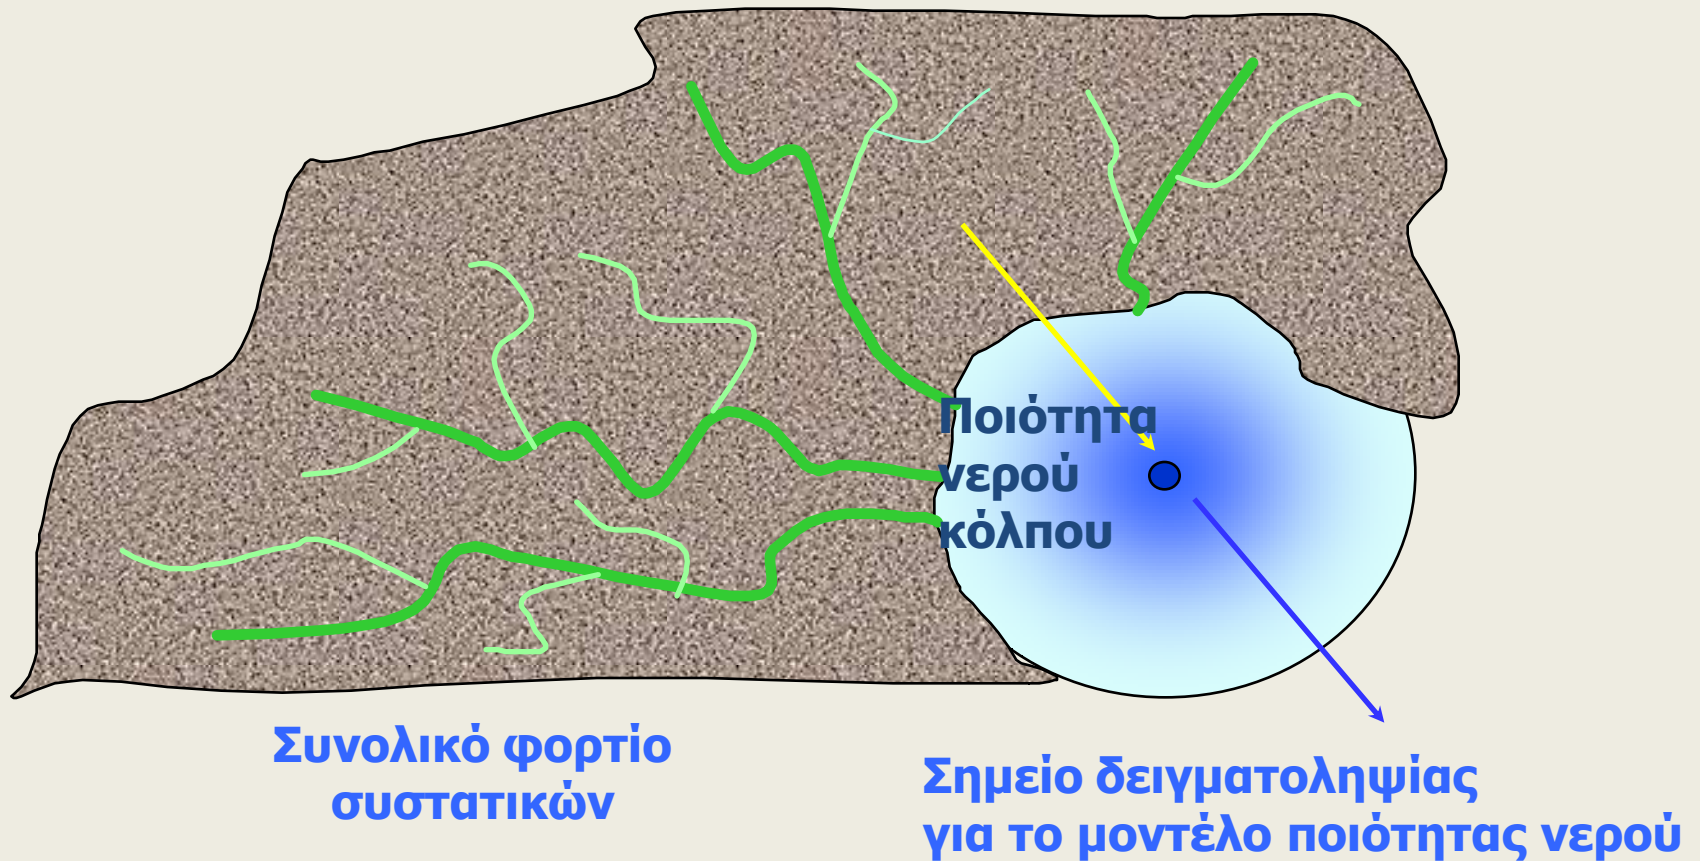 Ποιότητα
νερού
κόλπου
Συνολικό φορτίο
συστατικών
Σημείο δειγματοληψίας
για το μοντέλο ποιότητας νερού